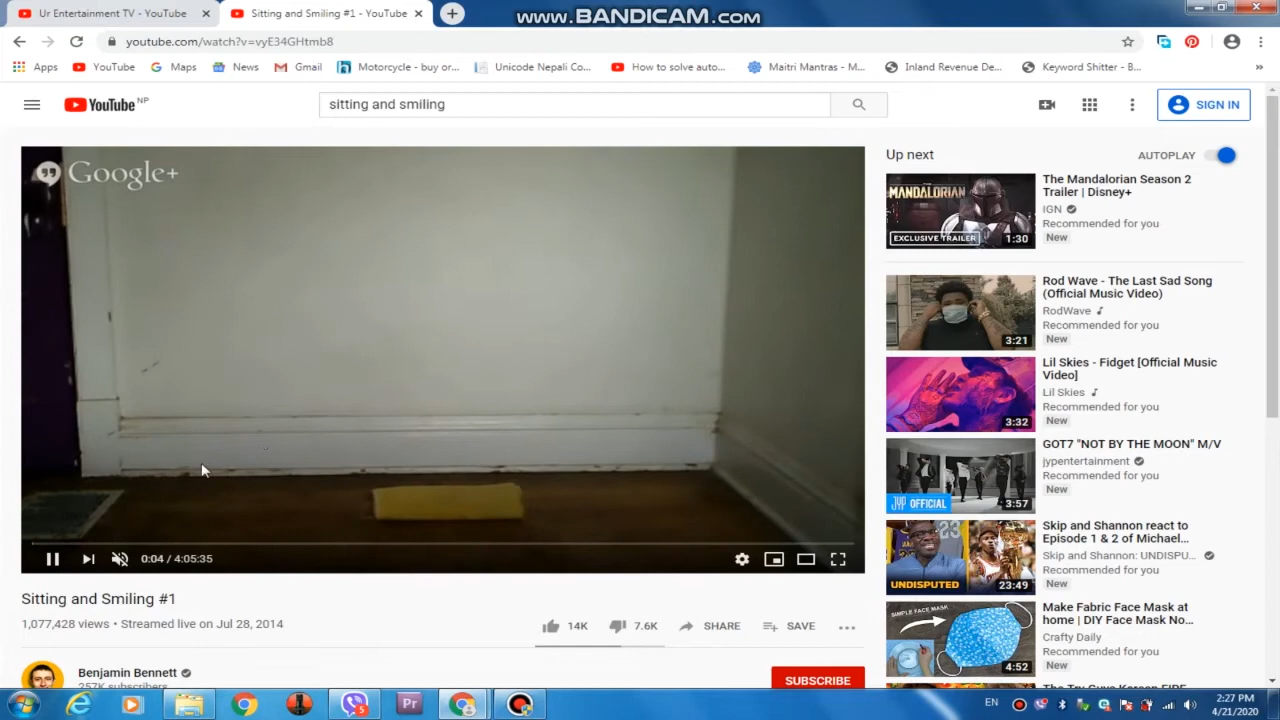 Ur Entertainment TV - YouTube
Sitting and Smiling #1 - YouTube
www.BANDICAM.com
youtube.com/watch?v=vyE34GHtmb8
Apps
YouTube
Maps
News
Gmail
Motorcycle - buy or...
Unicode Nepali Co...
How to solve auto...
Maitri Mantras - M...
Inland Revenue De...
Keyword Shitter - B...
»
YouTube NP
sitting and smiling
SIGN IN
Google+
0:04 / 4:05:35
Sitting and Smiling #1
1,077,428 views • Streamed live on Jul 28, 2014
14K
7.6K
SHARE
SAVE
Benjamin Bennett
257K subscribers
SUBSCRIBE
Up next
AUTOPLAY
MANDALORIAN
EXCLUSIVE TRAILER
1:30
The Mandalorian Season 2
Trailer | Disney+
IGN
Recommended for you
New
3:21
Rod Wave - The Last Sad Song
(Official Music Video)
RodWave
Recommended for you
New
3:32
Lil Skies - Fidget [Official Music
Video]
Lil Skies
Recommended for you
New
JYP OFFICIAL
3:57
GOT7 "NOT BY THE MOON" M/V
jypentertainment
Recommended for you
New
23
UNDISPUTED
23:49
Skip and Shannon react to
Episode 1 & 2 of Michael...
Skip and Shannon: UNDISPU...
Recommended for you
New
SIMPLE FACE MASK
4:52
Make Fabric Face Mask at
home | DIY Face Mask No...
Crafty Daily
Recommended for you
New
The Try Guys Korean FIRE
Pr
EN
2:27 PM
4/21/2020